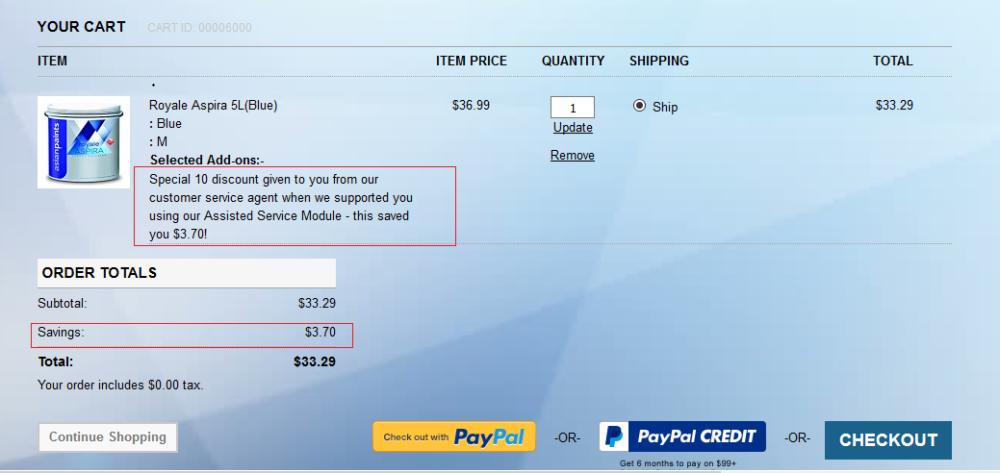 YOUR CART CART ID: 00006000
ITEM ITEM PRICE QUANTITY SHIPPING TOTAL
Royale Aspira 5L(Blue) $36.99 1 Ship $33.29
: Blue Update
: M
asianpaints
royale
ASPIRA
Remove
Selected Add-ons:-
Special 10 discount given to you from our
customer service agent when we supported you
using our Assisted Service Module - this saved
you $3.70!
ORDER TOTALS
Subtotal: $33.29
Savings: $3.70
Total: $33.29
Your order includes $0.00 tax.
Continue Shopping Check out with PayPal -OR- PayPal CREDIT -OR- CHECKOUT
Get 6 months to pay on $99+